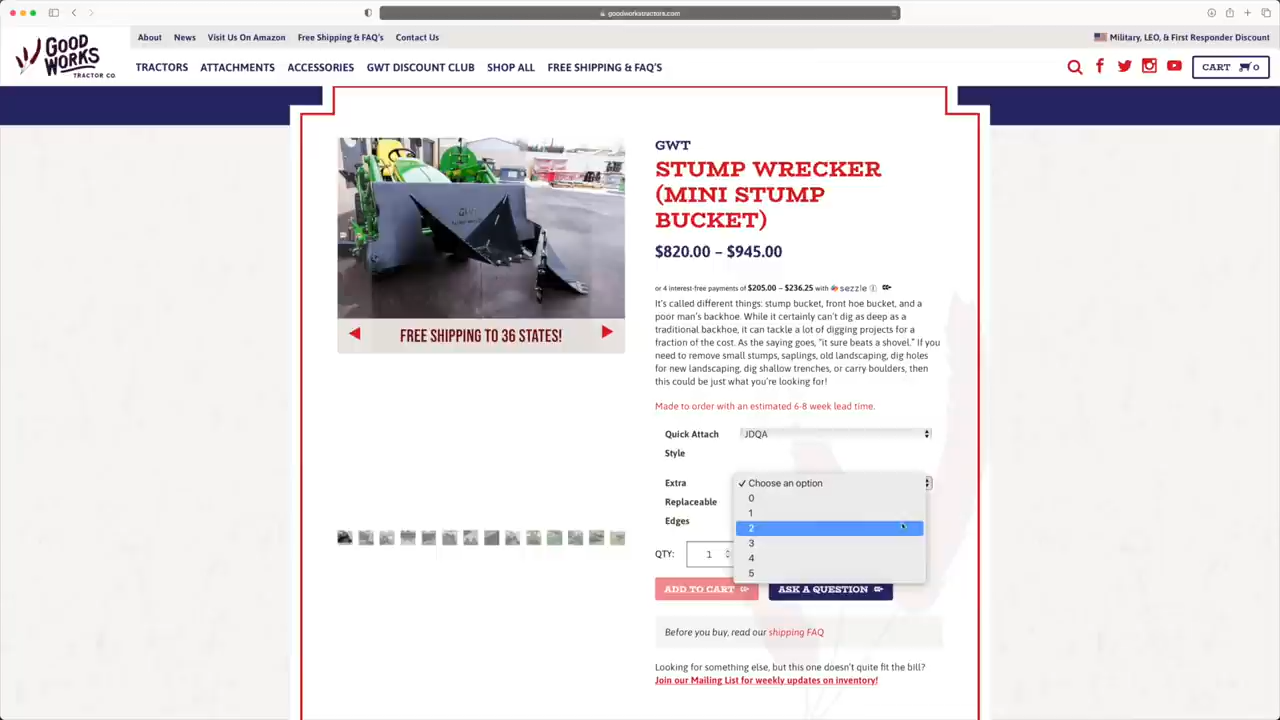 goodworkstractors.com
GOOD
WORKS
TRACTOR CO.
About News Visit Us On Amazon Free Shipping & FAQ's Contact Us
Military, LEO, & First Responder Discount
TRACTORS ATTACHMENTS ACCESSORIES GWT DISCOUNT CLUB SHOP ALL FREE SHIPPING & FAQ'S
CART 0
GWT
STUMP WRECKER
(MINI STUMP
BUCKET)
$820.00 – $945.00
or 4 interest-free payments of $205.00 – $236.25 with sezzle
It's called different things: stump bucket, front hoe bucket, and a
poor man's backhoe. While it certainly can't dig as deep as a
traditional backhoe, it can tackle a lot of digging projects for a
fraction of the cost. As the saying goes, "it sure beats a shovel." If you
need to remove small stumps, saplings, old landscaping, dig holes
for new landscaping, dig shallow trenches, or carry boulders, then
this could be just what you're looking for!
FREE SHIPPING TO 36 STATES!
Made to order with an estimated 6-8 week lead time.
Quick Attach
Style
JDQA
Extra
Replaceable
Edges
✓ Choose an option
0
1
2
3
4
5
QTY: 1
ADD TO CART
ASK A QUESTION
Before you buy, read our shipping FAQ
Looking for something else, but this one doesn't quite fit the bill?
Join our Mailing List for weekly updates on inventory!